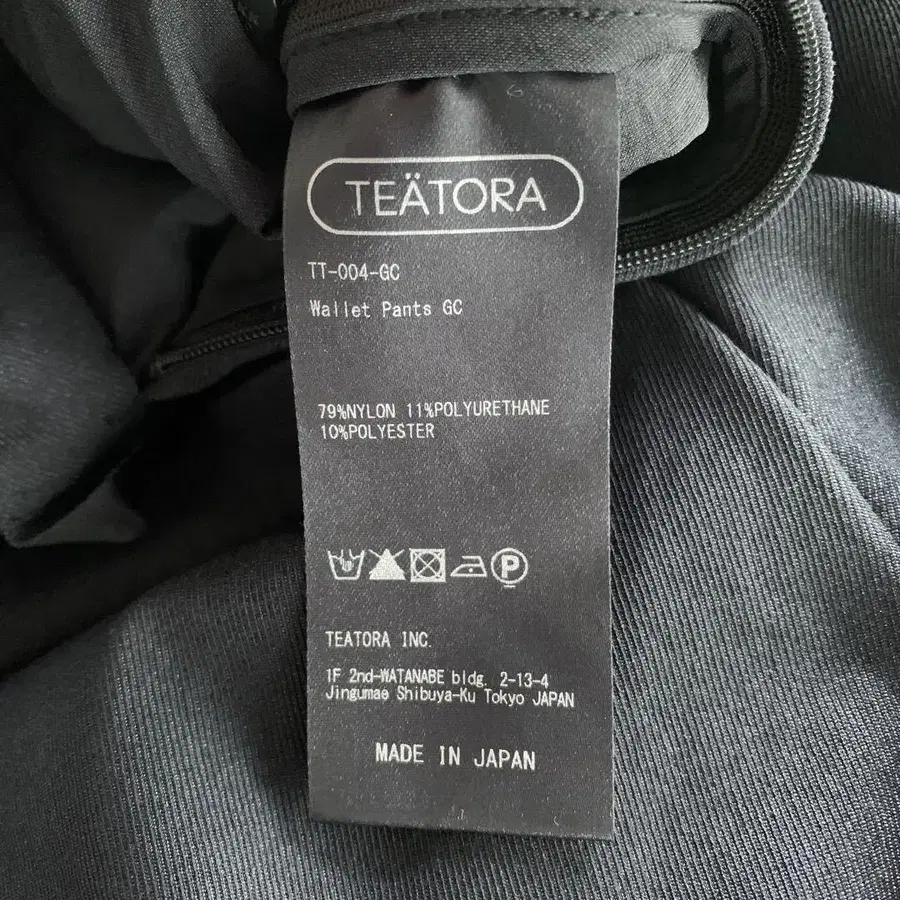 TEÄTORA
TT-004-GC
Wallet Pants GC
79%NYLON 11%POLYURETHANE
10%POLYESTER
P
TEATORA INC.
1F 2nd-WATANABE bldg. 2-13-4
Jingumae Shibuya-Ku Tokyo JAPAN
MADE IN JAPAN